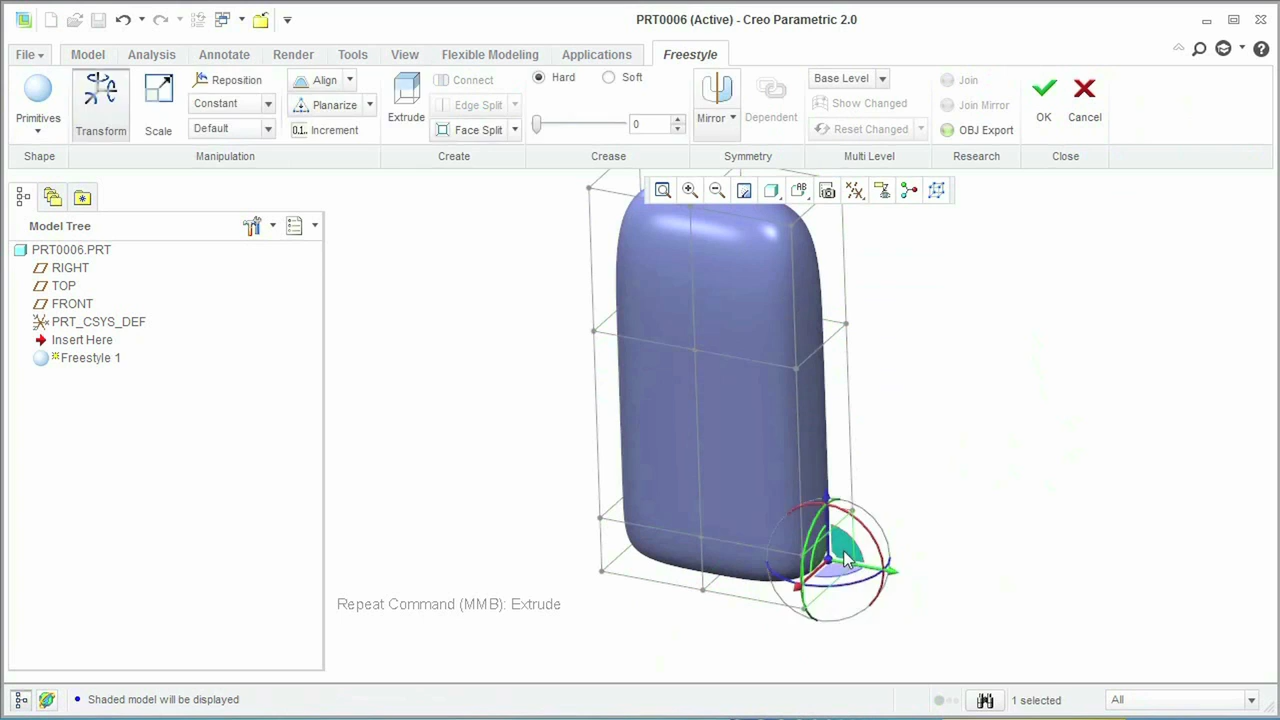 PRT0006 (Active) - Creo Parametric 2.0
File Model Analysis Annotate Render Tools View Flexible Modeling Applications Freestyle
Reposition Align Connect Hard Soft Base Level Join
Constant Planarize Edge Split Show Changed Join Mirror
Primitives Transform Scale Default Increment Extrude Face Split 0 Mirror Dependent Reset Changed OBJ Export OK Cancel
Shape Manipulation Create Crease Symmetry Multi Level Research Close
Model Tree
PRT0006.PRT
RIGHT
TOP
FRONT
PRT_CSYS_DEF
Insert Here
Freestyle 1
Repeat Command (MMB): Extrude
Shaded model will be displayed 1 selected All